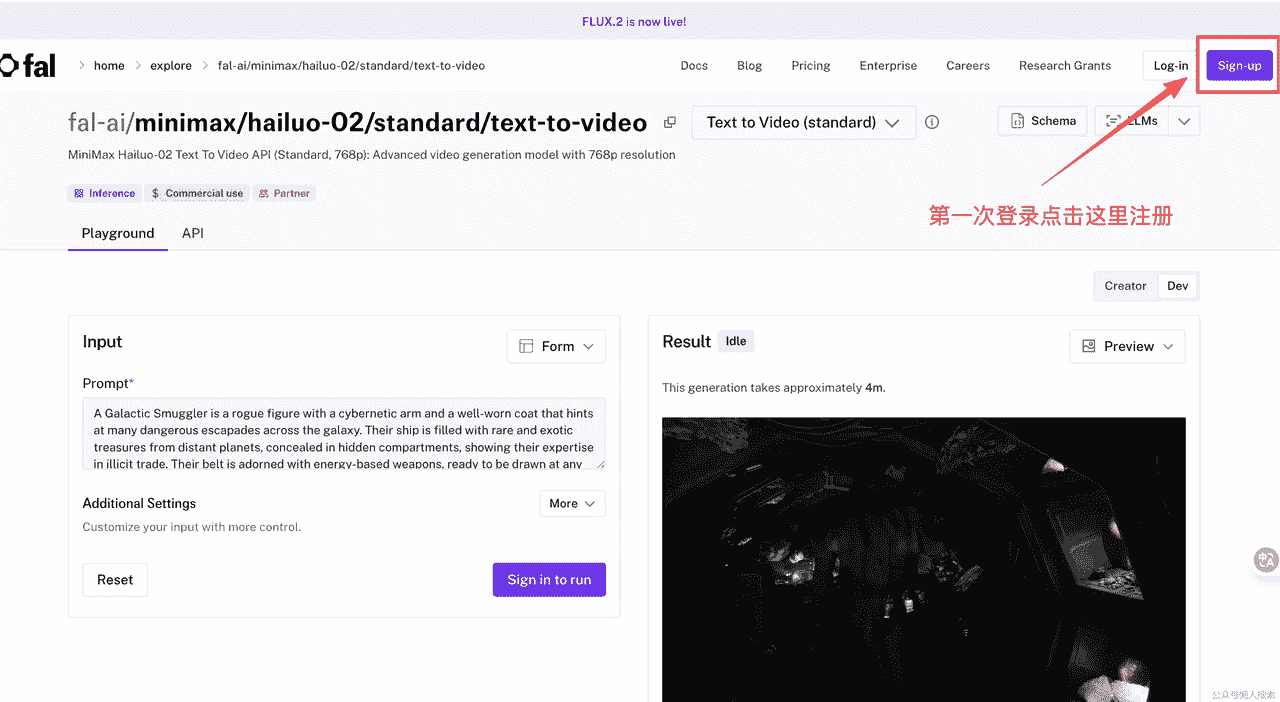 FLUX.2 is now live!
fal
home
explore
fal-ai/minimax/hailuo-02/standard/text-to-video
Docs
Blog
Pricing
Enterprise
Careers
Research Grants
Log-in
Sign-up
fal-ai/minimax/hailuo-02/standard/text-to-video
Text to Video (standard)
Schema
LLMs
MiniMax Hailuo-02 Text To Video API (Standard, 768p): Advanced video generation model with 768p resolution
Inference
$ Commercial use
Partner
第一次登录点击这里注册
Playground
API
Creator
Dev
Input
Form
Prompt*
A Galactic Smuggler is a rogue figure with a cybernetic arm and a well-worn coat that hints
at many dangerous escapades across the galaxy. Their ship is filled with rare and exotic
treasures from distant planets, concealed in hidden compartments, showing their expertise
in illicit trade. Their belt is adorned with energy-based weapons, ready to be drawn at any
Additional Settings
More
Customize your input with more control.
Reset
Sign in to run
Result
Idle
Preview
This generation takes approximately 4m.
公众号懒人搜索